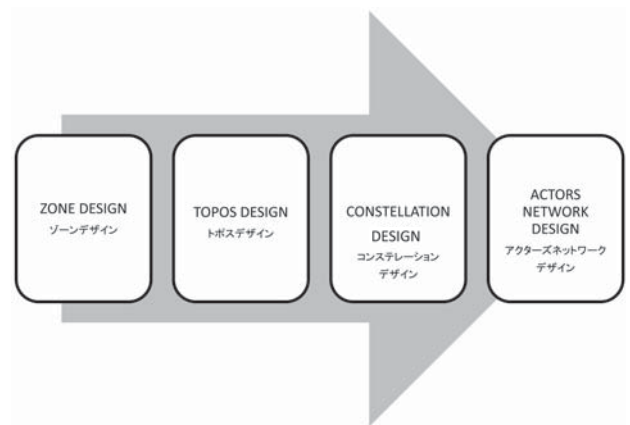 ZONE DESIGN
ゾーンデザイン
TOPOS DESIGN
トポスデザイン
CONSTELLATION
DESIGN
コンステレーション
デザイン
ACTORS
NETWORK
DESIGN
アクターズネットワーク
デザイン